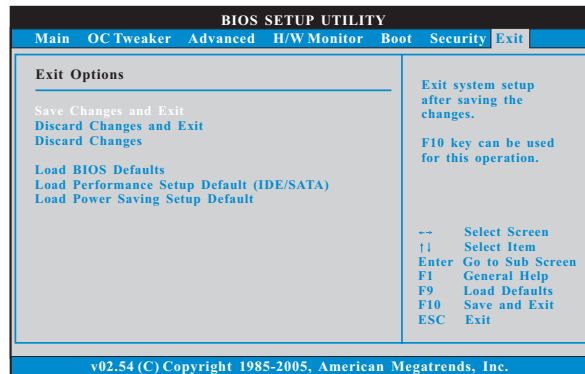 BIOS SETUP UTILITY
Main OC Tweaker Advanced H/W Monitor Boot Security Exit
Exit Options
Save Changes and Exit
Discard Changes and Exit
Discard Changes
Load BIOS Defaults
Load Performance Setup Default (IDE/SATA)
Load Power Saving Setup Default
Exit system setup
after saving the
changes.
F10 key can be used
for this operation.
←→ Select Screen
↑↓ Select Item
Enter Go to Sub Screen
F1 General Help
F9 Load Defaults
F10 Save and Exit
ESC Exit
v02.54 (C) Copyright 1985-2005, American Megatrends, Inc.